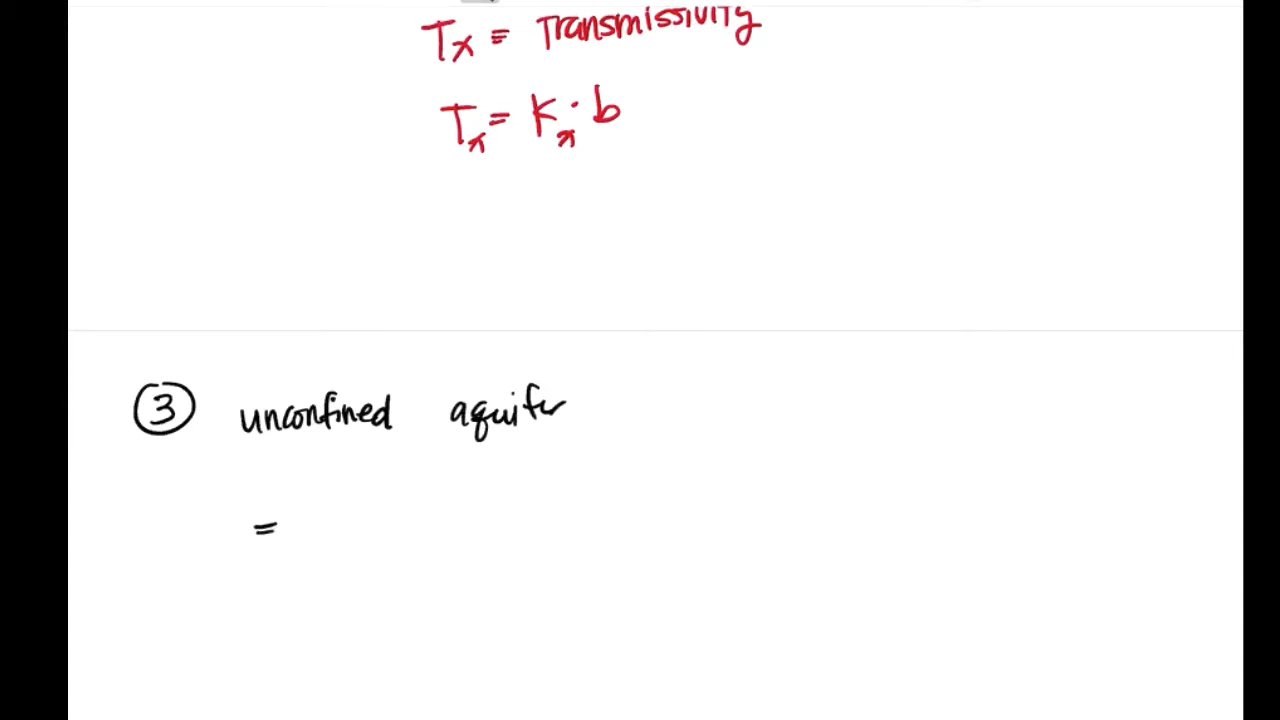 Tx ≡ Transmissivity
Tx = Kx · b
③ unconfined aquifer
=